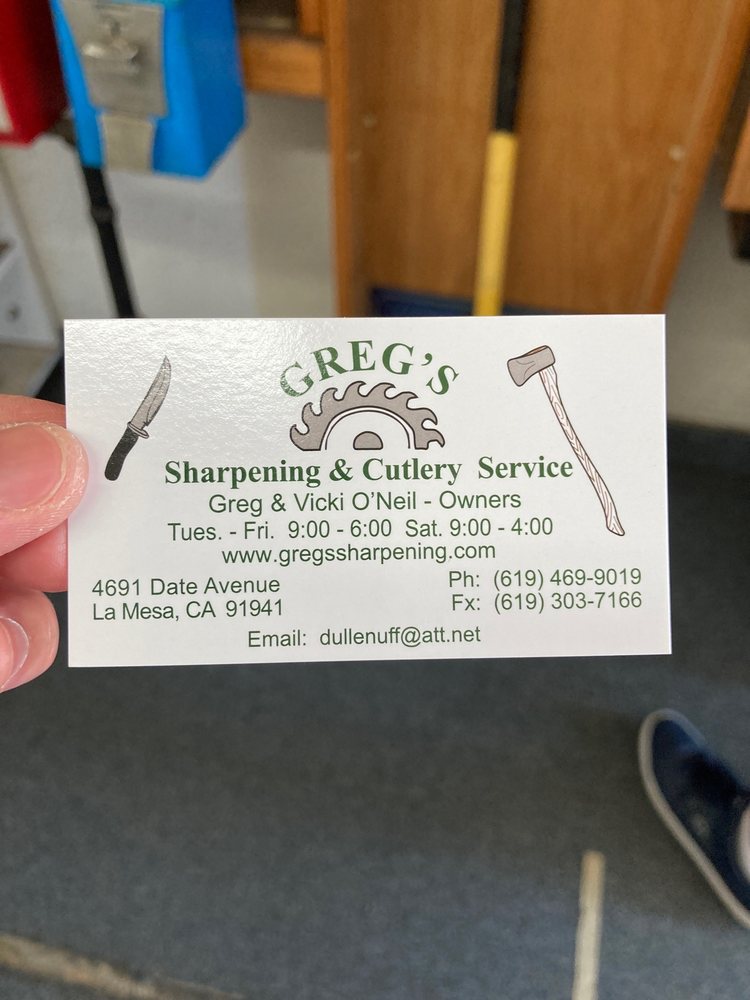 GREG'S
Sharpening & Cutlery Service
Greg & Vicki O'Neil - Owners
Tues. - Fri. 9:00 - 6:00 Sat. 9:00 - 4:00
www.gregssharpening.com
4691 Date Avenue
La Mesa, CA 91941
Ph: (619) 469-9019
Fx: (619) 303-7166
Email: dullenuff@att.net